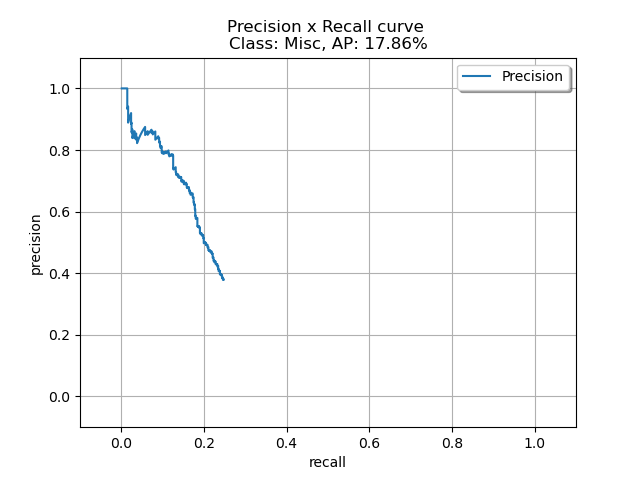 Precision x Recall curve
Class: Misc, AP: 17.86%
Precision
1.0
0.8
0.6
0.4
0.2
0.0
precision
0.0 0.2 0.4 0.6 0.8 1.0
recall